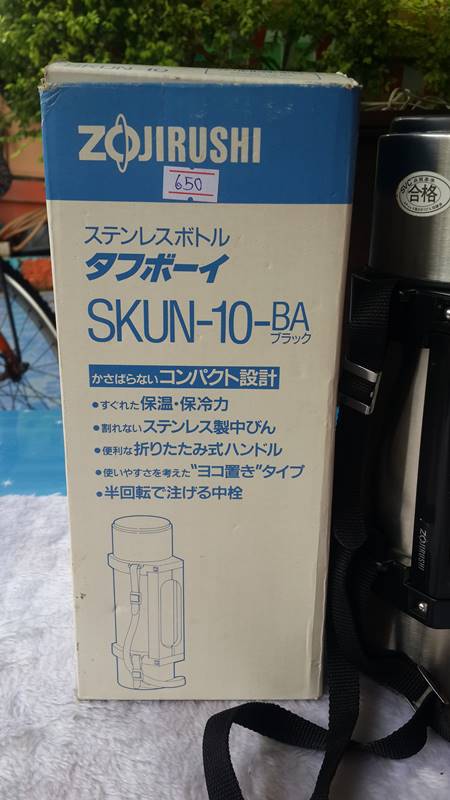 SKUN-10
ZOJIRUSHI
650
ステンレスボトル
タフボーイ
SKUN-10-BA
ブラック
かさばらないコンパクト設計
•すぐれた保温・保冷力
•割れないステンレス製中びん
•便利な折りたたみ式ハンドル
•使いやすさを考えた"ヨコ置き"タイプ
•半回転で注げる中栓
合格
ZOJIRUSHI